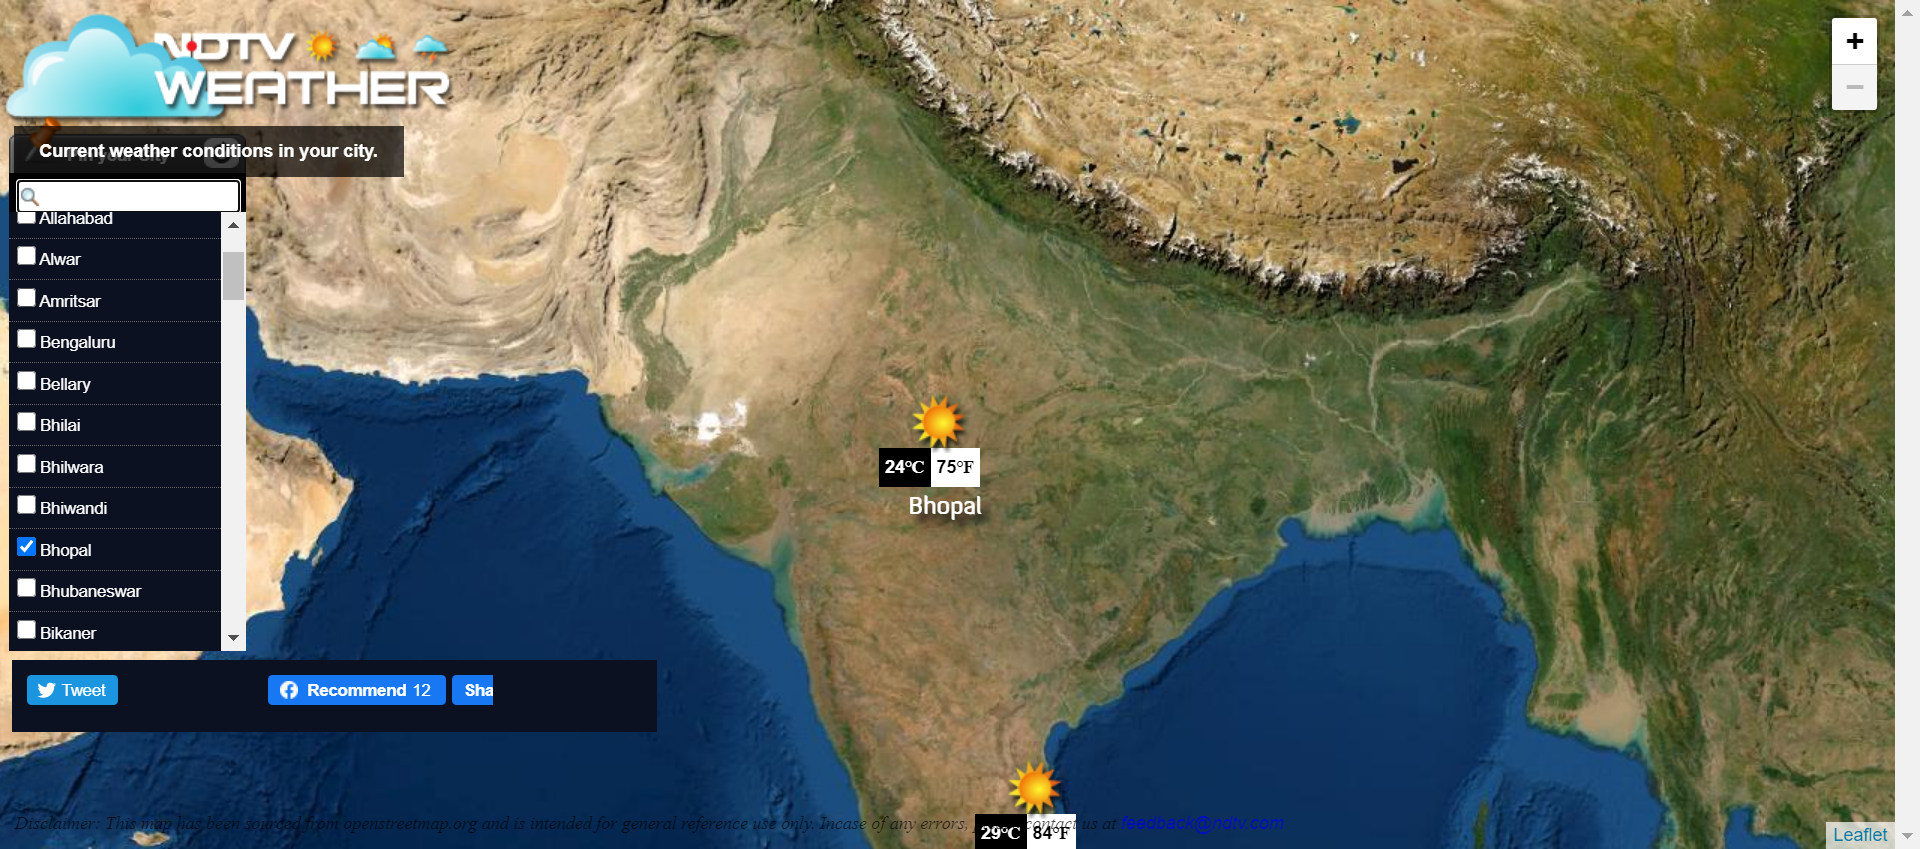 NDTV
WEATHER
Current weather conditions in your city.
Allahabad
Alwar
Amritsar
Bengaluru
Bellary
Bhilai
Bhilwara
Bhiwandi
Bhopal
Bhubaneswar
Bikaner
+
−
24°C 75°F
Bhopal
Tweet
Recommend 12
Sha
29°C 84°F
Disclaimer: This map has been sourced from openstreetmap.org and is intended for general reference use only. Incase of any errors, contact us at feedback@ndtv.com
Leaflet